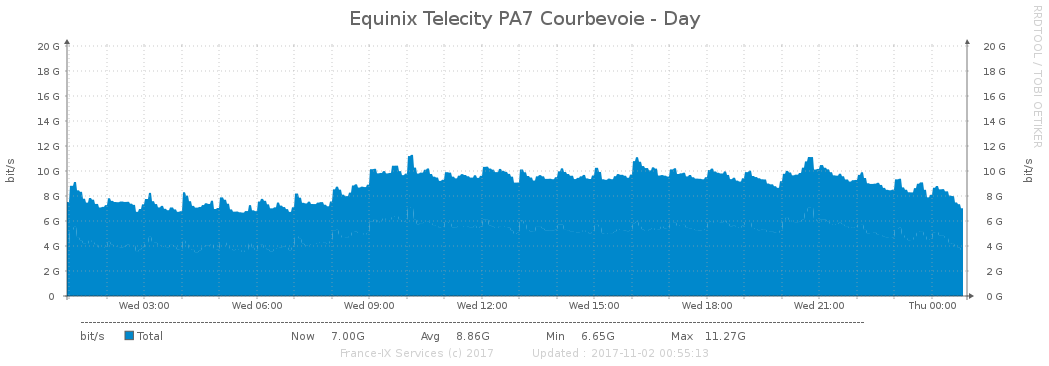 Equinix Telecity PA7 Courbevoie - Day
RRDTOOL / TOBI OETIKER
bit/s
20 G 20 G
18 G 18 G
16 G 16 G
14 G 14 G
12 G 12 G
10 G 10 G
8 G 8 G
6 G 6 G
4 G 4 G
2 G 2 G
0 0 G
bit/s
Wed 03:00 Wed 06:00 Wed 09:00 Wed 12:00 Wed 15:00 Wed 18:00 Wed 21:00 Thu 00:00
bit/s Total Now 7.00G Avg 8.86G Min 6.65G Max 11.27G
France-IX Services (c) 2017 Updated : 2017-11-02 00:55:13